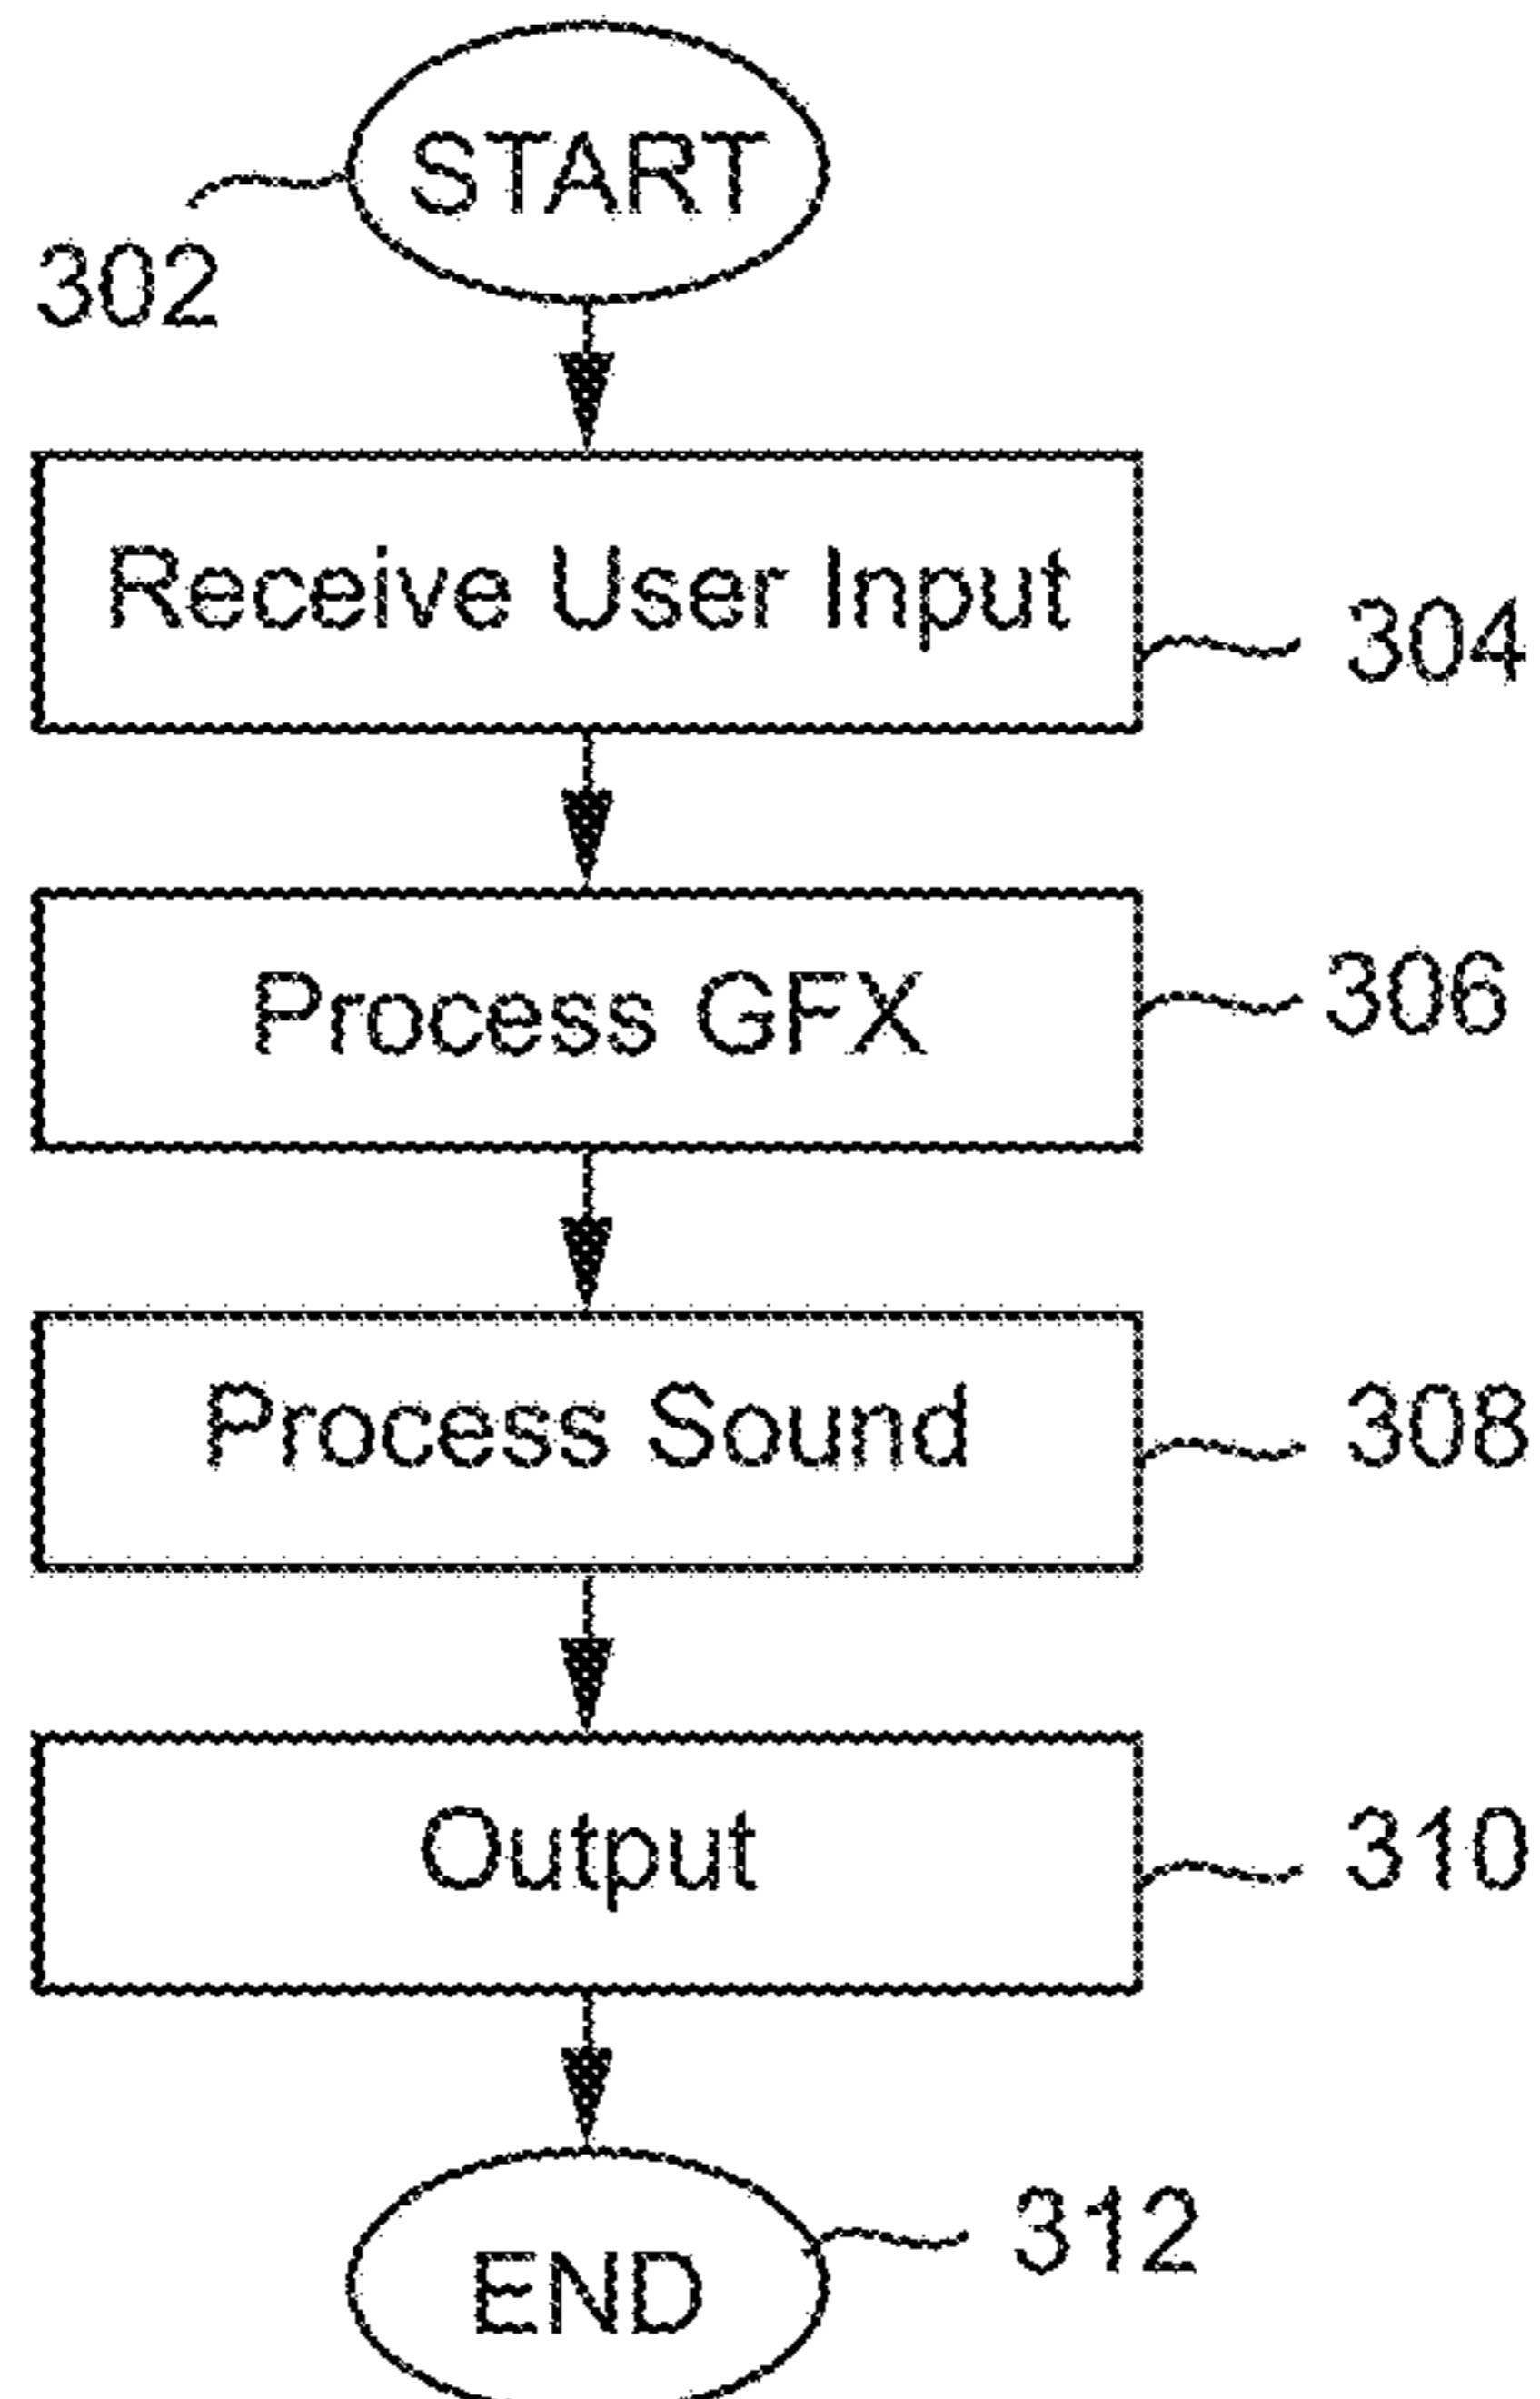 START
302
Receive User Input
304
Process GFX
306
Process Sound
308
Output
310
END
312